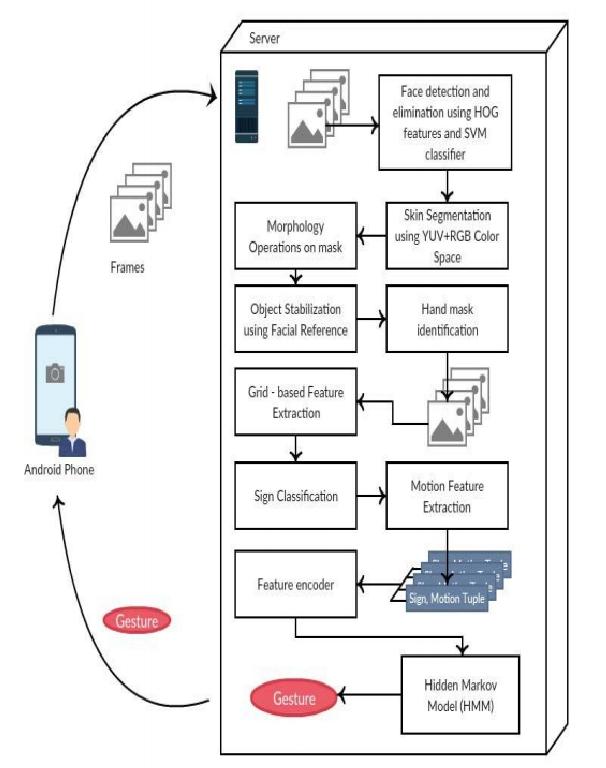 Server
Face detection and
elimination using HOG
features and SVM
classifier
Skin Segmentation
using YUV+RGB Color
Space
Morphology
Operations on mask
Frames
Object Stabilization
using Facial Reference
Hand mask
identification
Grid - based Feature
Extraction
Android Phone
Sign Classification
Motion Feature
Extraction
Feature encoder
Sign, Motion Tuple
Gesture
Hidden Markov
Model (HMM)
Gesture